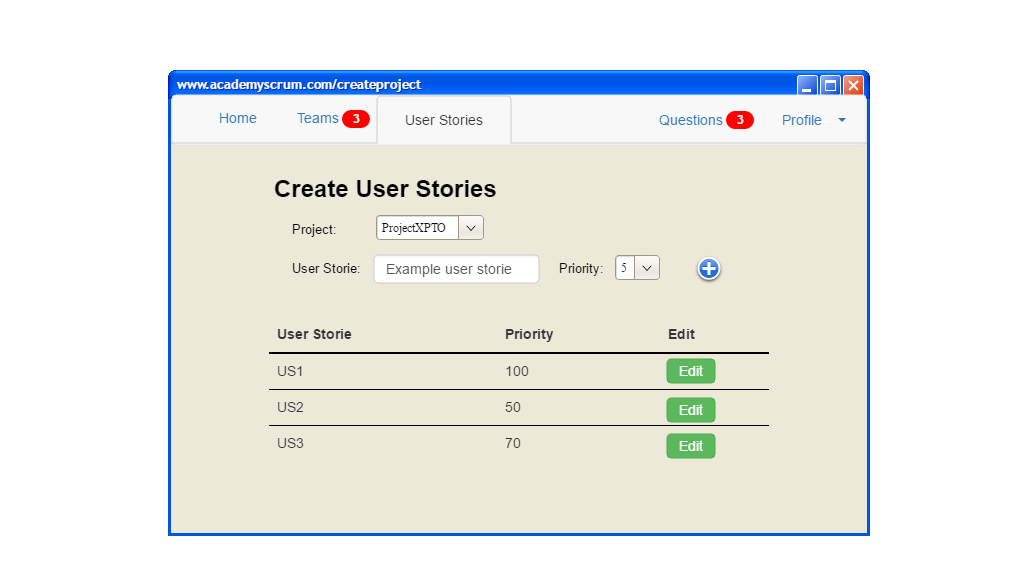 www.academyscrum.com/createproject
Home Teams 3 User Stories Questions 3 Profile
Create User Stories
Project: ProjectXPTO
User Storie: Example user storie Priority: 5
User Storie Priority Edit
US1 100 Edit
US2 50 Edit
US3 70 Edit